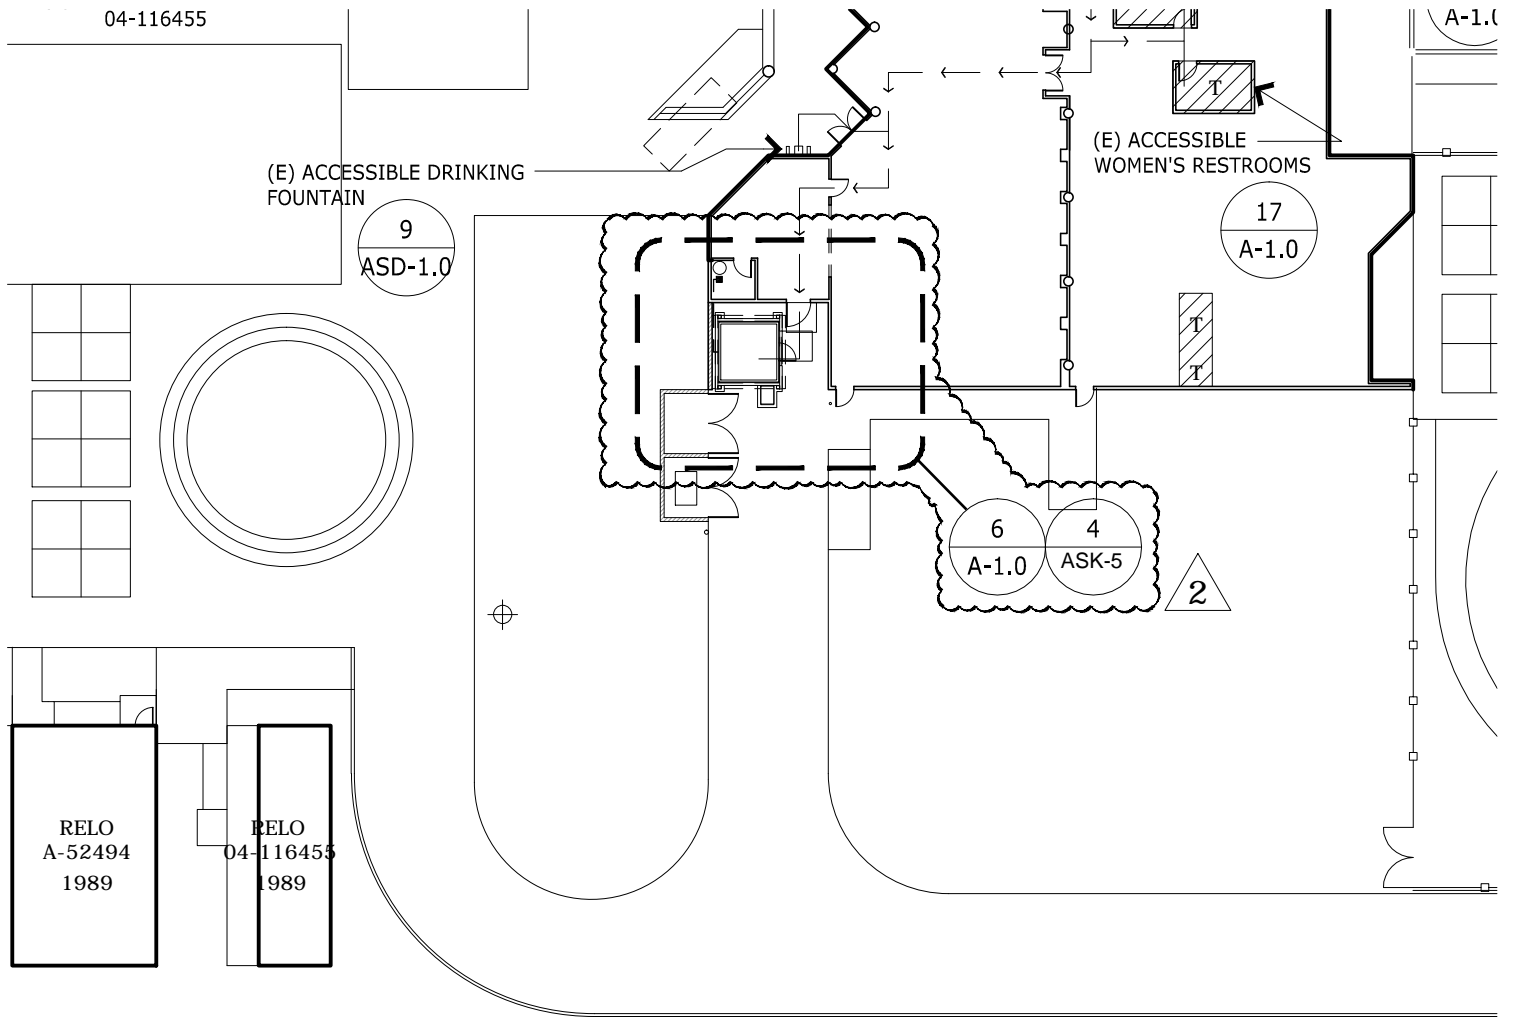 04-116455
A-1.0
T
(E) ACCESSIBLE
WOMEN'S RESTROOMS
(E) ACCESSIBLE DRINKING
FOUNTAIN
9
ASD-1.0
17
A-1.0
T
T
6
A-1.0
4
ASK-5
2
RELO
A-52494
1989
RELO
04-116455
1989